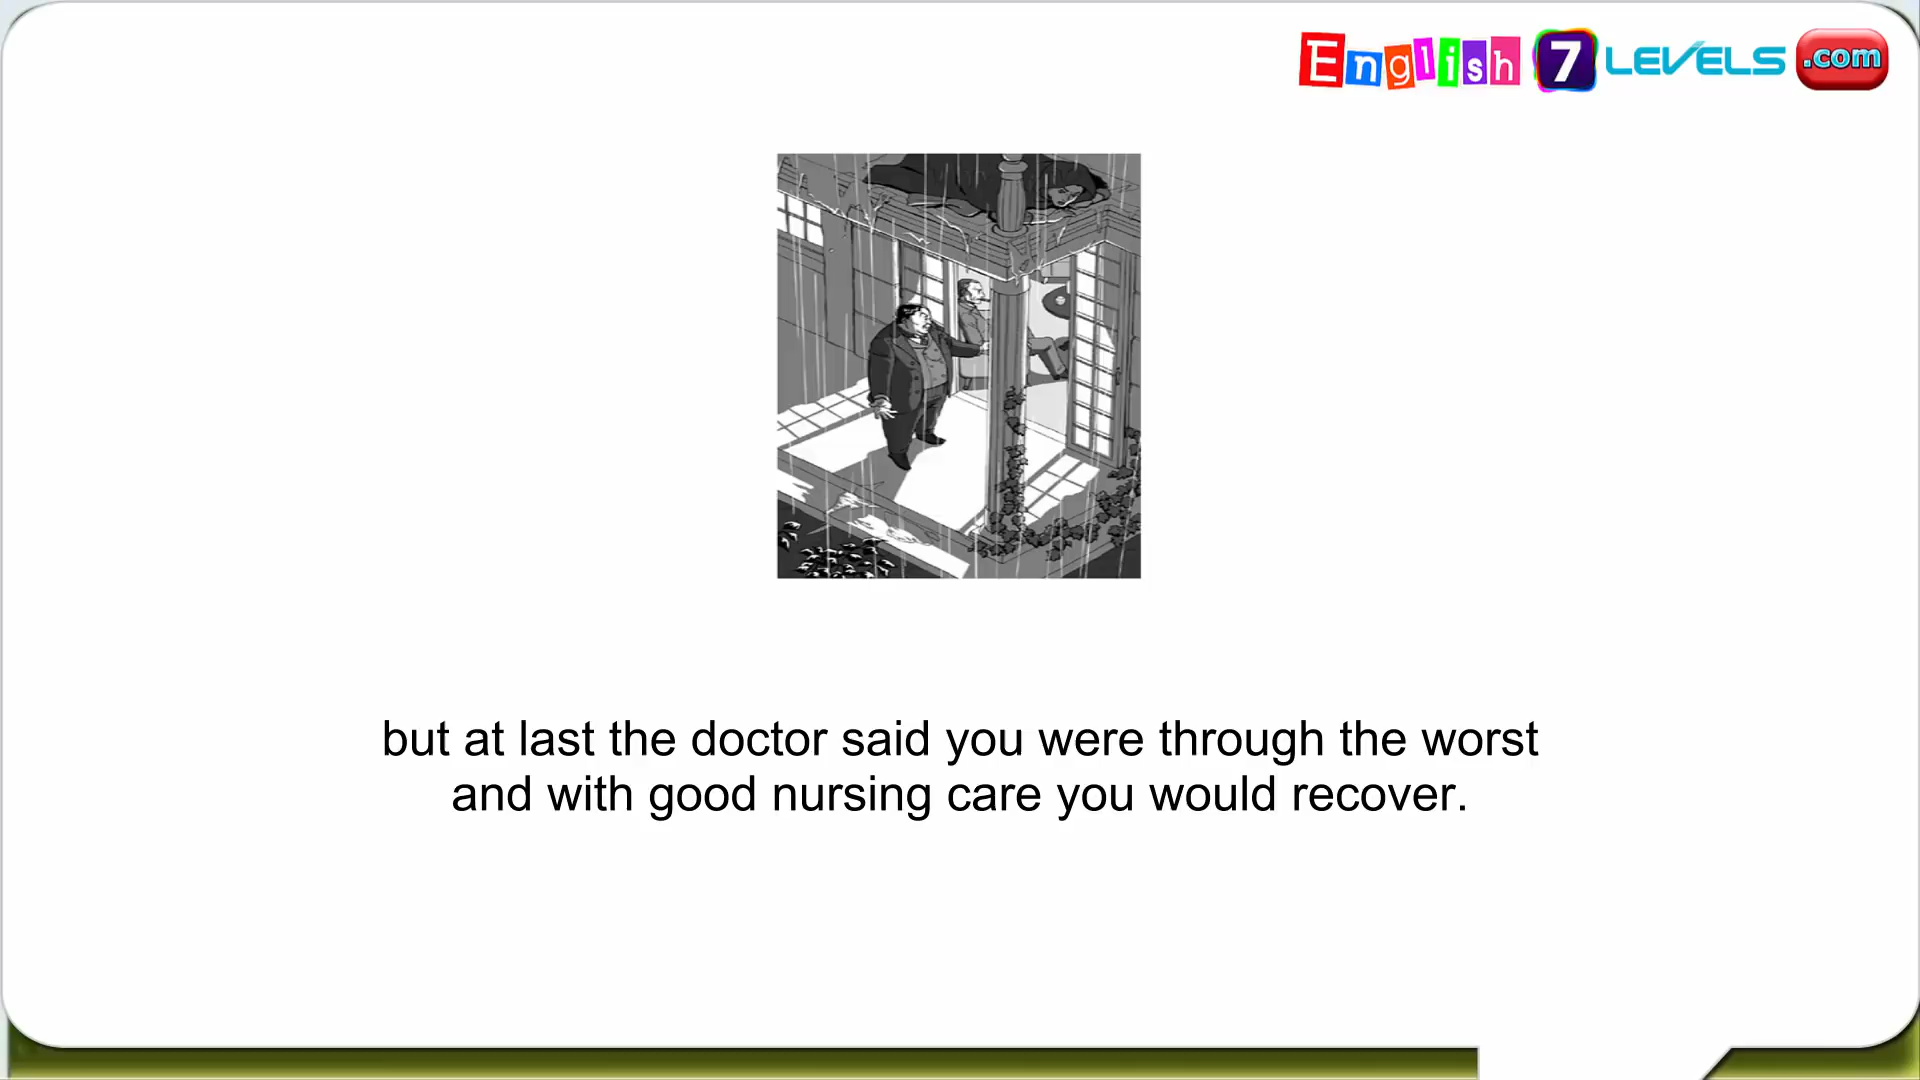 English 7 LEVELS .com
but at last the doctor said you were through the worst
and with good nursing care you would recover.